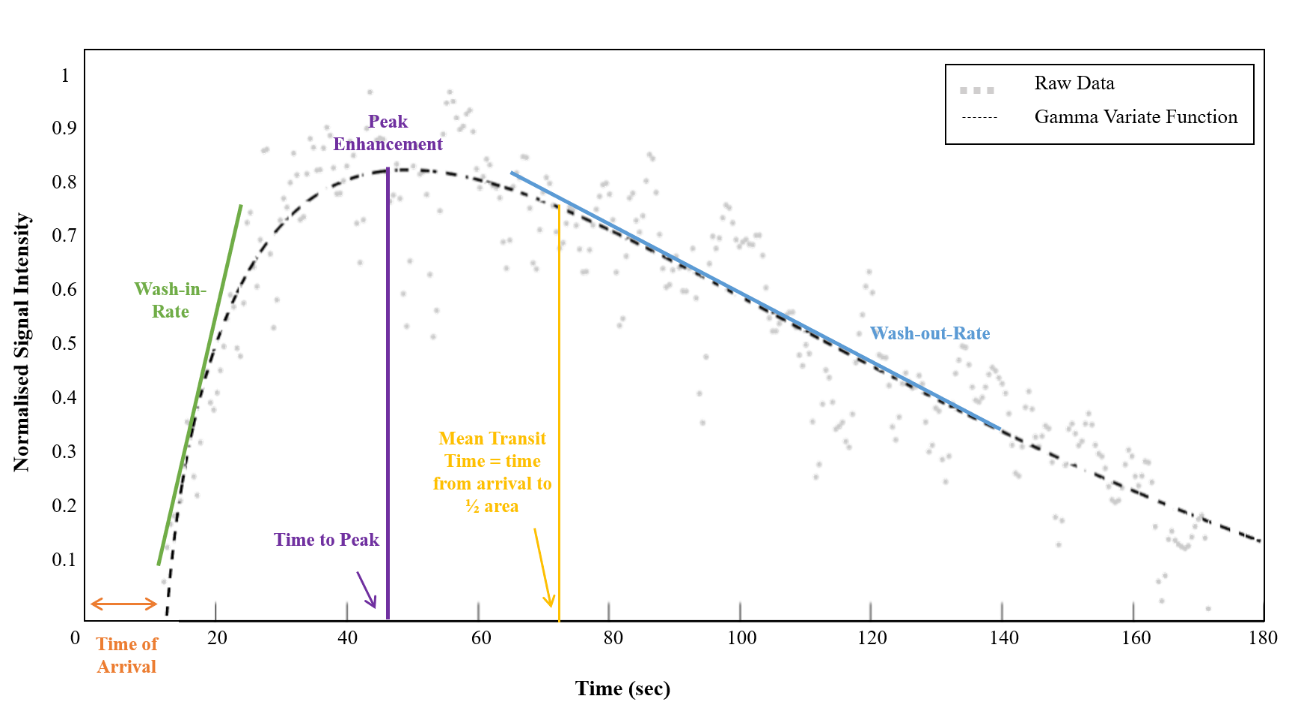 1
0.9
0.8
0.7
0.6
0.5
0.4
0.3
0.2
0.1
Normalised Signal Intensity
Raw Data
Gamma Variate Function
Peak
Enhancement
Wash-in-
Rate
Wash-out-Rate
Mean Transit
Time = time
from arrival to
½ area
Time to Peak
0
20
40
60
80
100
120
140
160
180
Time of
Arrival
Time (sec)